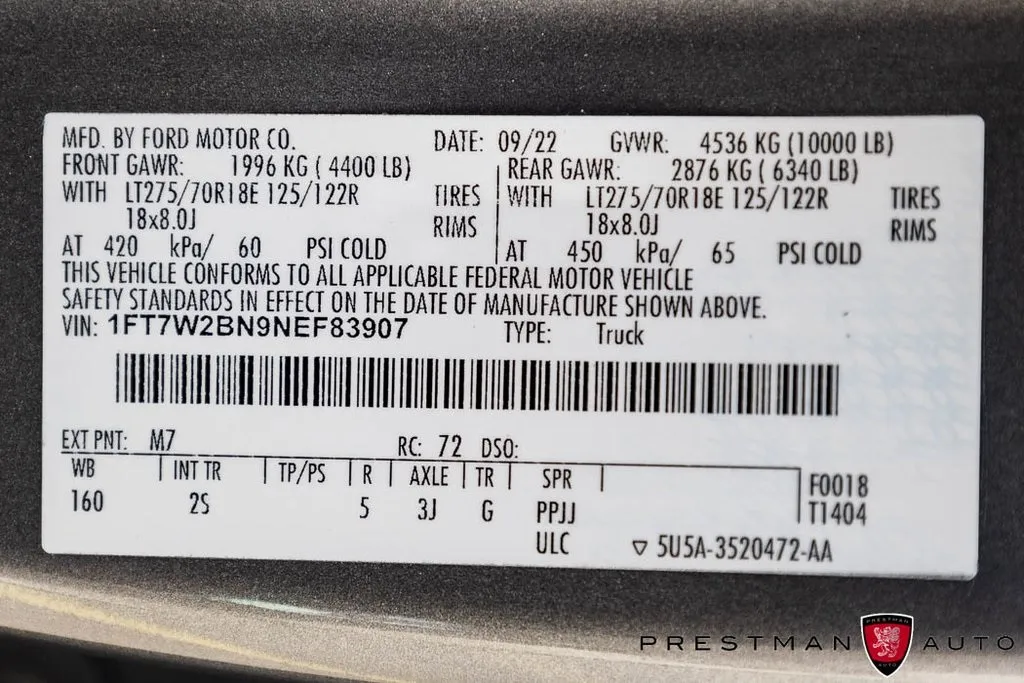 MFD. BY FORD MOTOR CO. DATE: 09/22 GVWR: 4536 KG (10000 LB)
FRONT GAWR: 1996 KG ( 4400 LB) REAR GAWR: 2876 KG ( 6340 LB)
WITH LT275/70R18E 125/122R TIRES WITH LT275/70R18E 125/122R TIRES
18x8.0J RIMS 18x8.0J RIMS
AT 420 kPa/ 60 PSI COLD AT 450 kPa/ 65 PSI COLD
THIS VEHICLE CONFORMS TO ALL APPLICABLE FEDERAL MOTOR VEHICLE
SAFETY STANDARDS IN EFFECT ON THE DATE OF MANUFACTURE SHOWN ABOVE.
VIN: 1FT7W2BN9NEF83907 TYPE: Truck
EXT PNT: M7 RC: 72 DSO:
WB INT TR TP/PS R AXLE TR SPR F0018
160 2S 5 3J G PPJJ T1404
ULC ▽ 5U5A-3520472-AA
PRESTMAN PRESTMAN AUTO